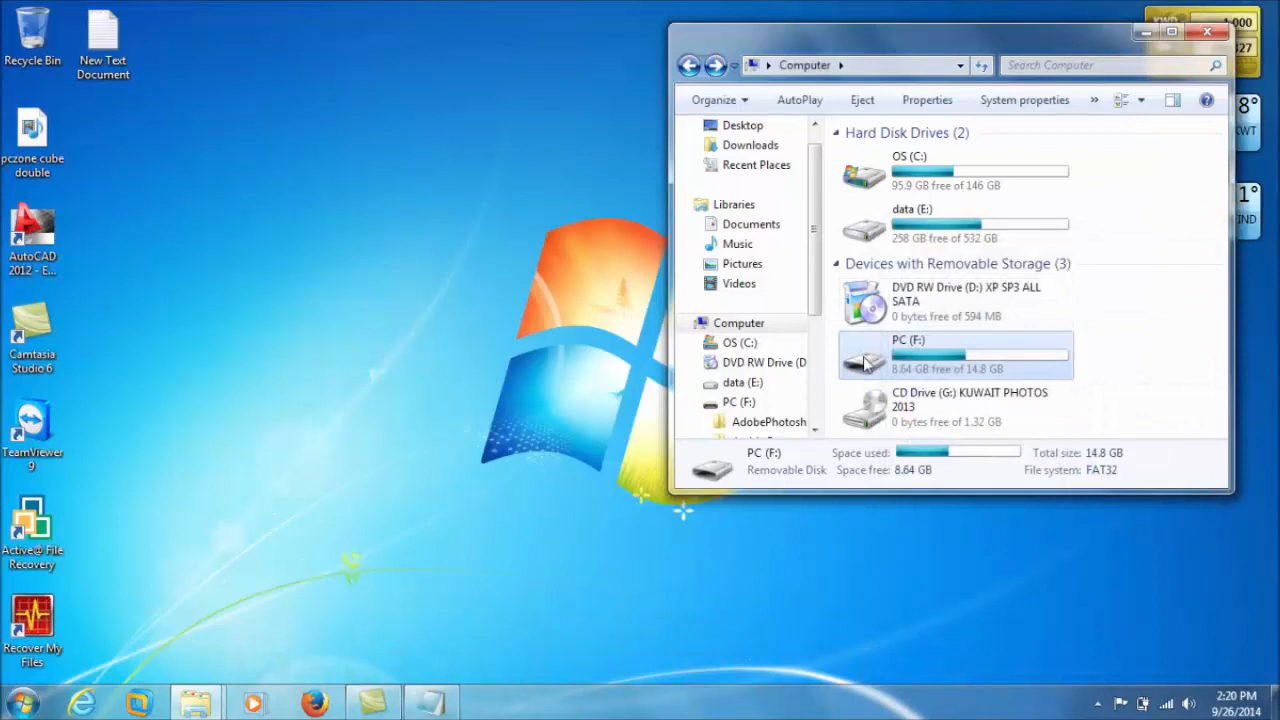 Recycle Bin
New Text
Document
pczone cube
double
AutoCAD
2012 - E...
Camtasia
Studio 6
TeamViewer
9
Active@ File
Recovery
Recover My
Files
1.000
Computer
Search Computer
Organize
AutoPlay
Eject
Properties
System properties
»
Desktop
Downloads
Recent Places
Libraries
Documents
Music
Pictures
Videos
Computer
OS (C:)
DVD RW Drive (D
data (E:)
PC (F:)
AdobePhotosh
Hard Disk Drives (2)
OS (C:)
95.9 GB free of 146 GB
data (E:)
258 GB free of 532 GB
Devices with Removable Storage (3)
DVD RW Drive (D:) XP SP3 ALL
SATA
0 bytes free of 594 MB
PC (F:)
8.64 GB free of 14.8 GB
CD Drive (G:) KUWAIT PHOTOS
2013
0 bytes free of 1.32 GB
PC (F:)
Removable Disk
Space used:
Space free: 8.64 GB
Total size: 14.8 GB
File system: FAT32
8°
KWT
1°
IND
2:20 PM
9/26/2014